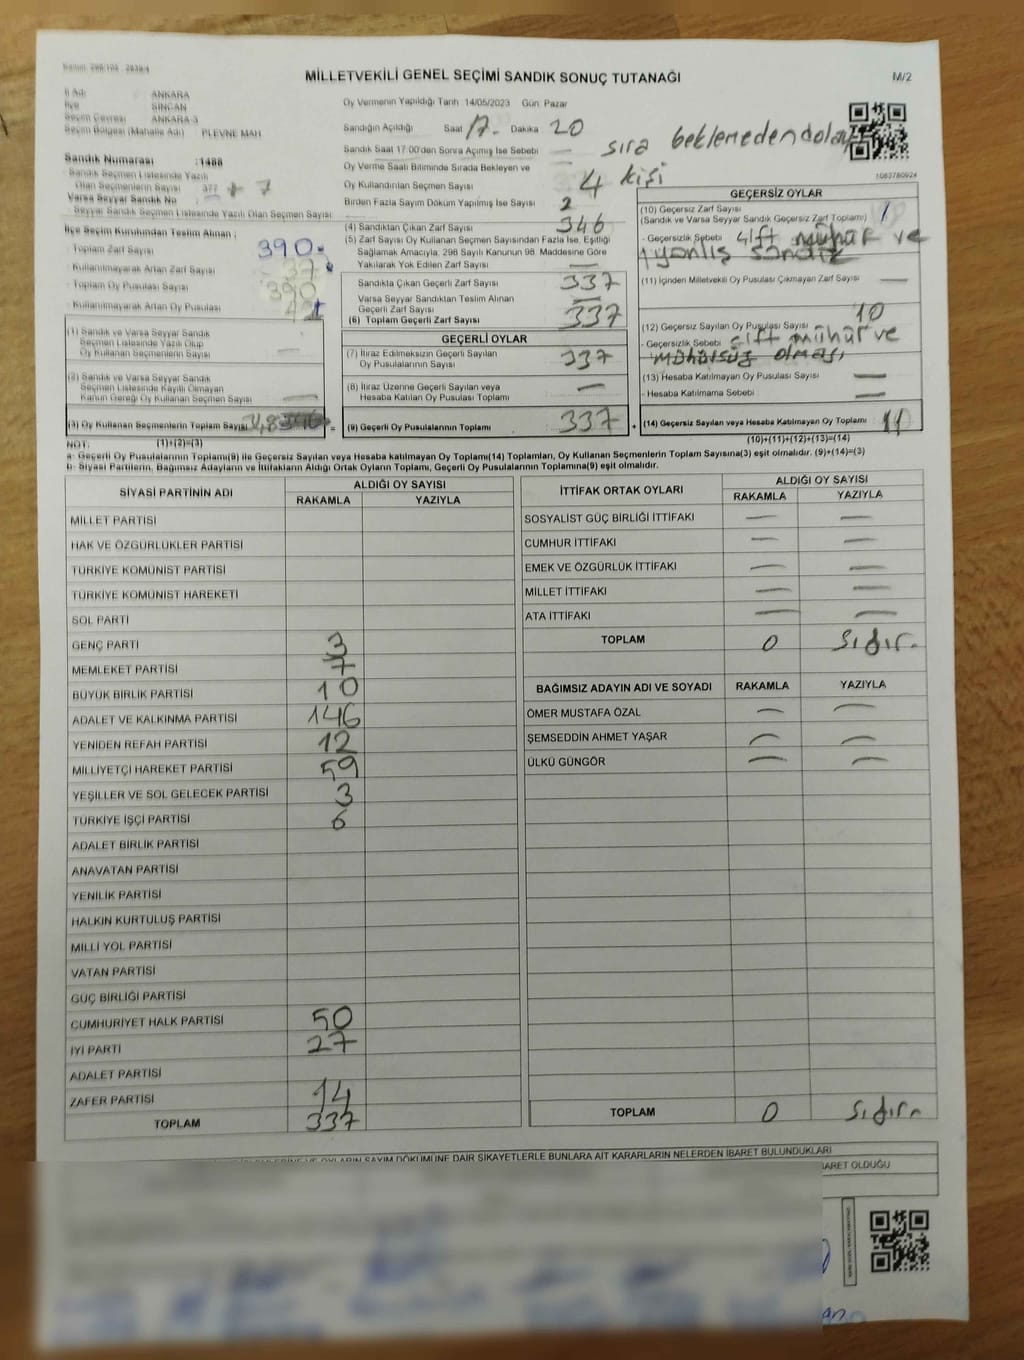 MİLLETVEKİLİ GENEL SEÇİMİ SANDIK SONUÇ TUTANAĞI
M/2
İl Adı ANKARA
İlçe SİNCAN
Seçim Çevresi ANKARA-3
Seçim Bölgesi (Mahalle Adı) PLEVNE MAH
Sandık Numarası :1488
Sandık Seçmen Listesinde Yazılı
Olan Seçmenlerin Sayısı 377 + 7
Varsa Seyyar Sandık No
Seyyar Sandık Seçmen Listesinde Yazılı Olan Seçmen Sayısı
İlçe Seçim Kurulundan Teslim Alınan ;
Toplam Zarf Sayısı 390
Kullanılmayarak Artan Zarf Sayısı
Toplam Oy Pusulası Sayısı 390
Kullanılmayarak Artan Oy Pusulası
(1) Sandık ve Varsa Seyyar Sandık
Seçmen Listesinde Yazılı Olup
Oy Kullanan Seçmenlerin Sayısı —
(2) Sandık ve Varsa Seyyar Sandık
Seçmen Listesinde Kayıtlı Olmayan
Kanun Gereği Oy Kullanan Seçmen Sayısı —
(3) Oy Kullanan Seçmenlerin Toplam Sayısı =
Oy Vermenin Yapıldığı Tarih 14/05/2023 Gün Pazar
Sandığın Açıldığı Saat 17. Dakika 20
Sandık Saat 17:00'den Sonra Açılmış İse Sebebi — sıra beklemeden dolayı
Oy Verme Saati Bitiminde Sırada Bekleyen ve
Oy Kullandırılan Seçmen Sayısı 4 kişi
Birden Fazla Sayım Döküm Yapılmış İse Sayısı 2
(4) Sandıktan Çıkan Zarf Sayısı 346
(5) Zarf Sayısı Oy Kullanan Seçmen Sayısından Fazla İse, Eşitliği
Sağlamak Amacıyla, 298 Sayılı Kanunun 98. Maddesine Göre
Yakılarak Yok Edilen Zarf Sayısı —
Sandıkta Çıkan Geçerli Zarf Sayısı 337
Varsa Seyyar Sandıktan Teslim Alınan
Geçerli Zarf Sayısı —
(6) Toplam Geçerli Zarf Sayısı 337
GEÇERLİ OYLAR
(7) İtiraz Edilmeksizin Geçerli Sayılan
Oy Pusulalarının Sayısı 337
(8) İtiraz Üzerine Geçerli Sayılan veya
Hesaba Katılan Oy Pusulası Toplamı —
(9) Geçerli Oy Pusulalarının Toplamı 337 +
1083780924
GEÇERSİZ OYLAR
(10) Geçersiz Zarf Sayısı
(Sandık ve Varsa Seyyar Sandık Geçersiz Zarf Toplamı) 1
- Geçersizlik Sebebi çift mühür ve
yanlış sandık
(11) İçinden Milletvekili Oy Pusulası Çıkmayan Zarf Sayısı —
(12) Geçersiz Sayılan Oy Pusulası Sayısı 10
- Geçersizlik Sebebi çift mühür ve
mühürsüz olması
(13) Hesaba Katılmayan Oy Pusulası Sayısı —
- Hesaba Katılmama Sebebi —
(14) Geçersiz Sayılan veya Hesaba Katılmayan Oy Toplamı 11
NOT: (1)+(2)=(3)
(10)+(11)+(12)+(13)=(14)
a- Geçerli Oy Pusulalarının Toplamı(9) ile Geçersiz Sayılan veya Hesaba Katılmayan Oy Toplamı(14) Toplamları, Oy Kullanan Seçmenlerin Toplam Sayısına(3) eşit olmalıdır. (9)+(14)=(3)
b- Siyasi Partilerin, Bağımsız Adayların ve İttifakların Aldığı Ortak Oyların Toplamı, Geçerli Oy Pusulalarının Toplamına(9) eşit olmalıdır.
SİYASİ PARTİNİN ADI
ALDIĞI OY SAYISI
RAKAMLA YAZIYLA
MİLLET PARTİSİ
HAK VE ÖZGÜRLÜKLER PARTİSİ
TÜRKİYE KOMÜNİST PARTİSİ
TÜRKİYE KOMÜNİST HAREKETİ
SOL PARTİ
GENÇ PARTİ 3
MEMLEKET PARTİSİ 7
BÜYÜK BİRLİK PARTİSİ 10
ADALET VE KALKINMA PARTİSİ 146
YENİDEN REFAH PARTİSİ 12
MİLLİYETÇİ HAREKET PARTİSİ 59
YEŞİLLER VE SOL GELECEK PARTİSİ 3
TÜRKİYE İŞÇİ PARTİSİ 6
ADALET BİRLİK PARTİSİ
ANAVATAN PARTİSİ
YENİLİK PARTİSİ
HALKIN KURTULUŞ PARTİSİ
MİLLİ YOL PARTİSİ
VATAN PARTİSİ
GÜÇ BİRLİĞİ PARTİSİ
CUMHURİYET HALK PARTİSİ 50
İYİ PARTİ 27
ADALET PARTİSİ
ZAFER PARTİSİ 14
TOPLAM 337
İTTİFAK ORTAK OYLARI
ALDIĞI OY SAYISI
RAKAMLA YAZIYLA
SOSYALİST GÜÇ BİRLİĞİ İTTİFAKI — —
CUMHUR İTTİFAKI — —
EMEK VE ÖZGÜRLÜK İTTİFAKI — —
MİLLET İTTİFAKI — —
ATA İTTİFAKI — —
TOPLAM 0 sıfır
BAĞIMSIZ ADAYIN ADI VE SOYADI RAKAMLA YAZIYLA
ÖMER MUSTAFA ÖZAL — —
ŞEMSEDDİN AHMET YAŞAR — —
ÜLKÜ GÜNGÖR — —
TOPLAM 0 sıfır
OYLARIN SAYIM DÖKÜMÜNE DAİR ŞİKAYETLERLE BUNLARA AİT KARARLARIN NELERDEN İBARET BULUNDUKLARI
OLDUĞU